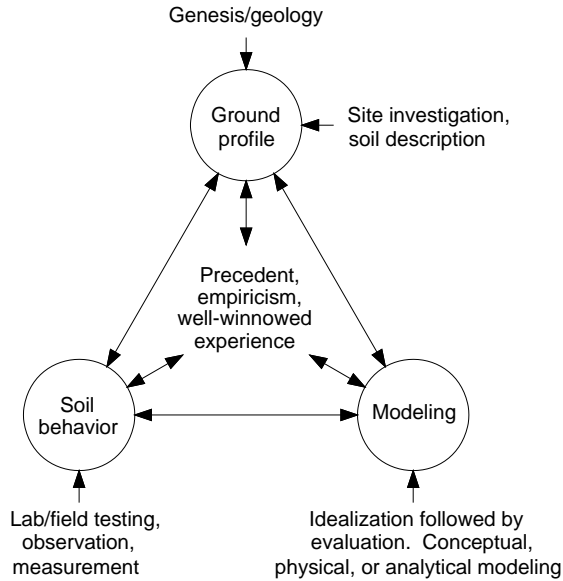 Genesis/geology
Ground
profile
Site investigation,
soil description
Precedent,
empiricism,
well-winnowed
experience
Soil
behavior
Modeling
Lab/field testing,
observation,
measurement
Idealization followed by
evaluation.  Conceptual,
physical, or analytical modeling